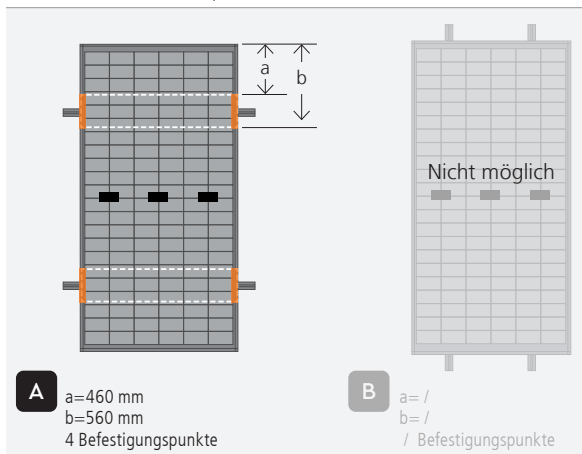 a
b
Nicht möglich
A
a=460 mm
b=560 mm
4 Befestigungspunkte
B
a= /
b= /
/ Befestigungspunkte